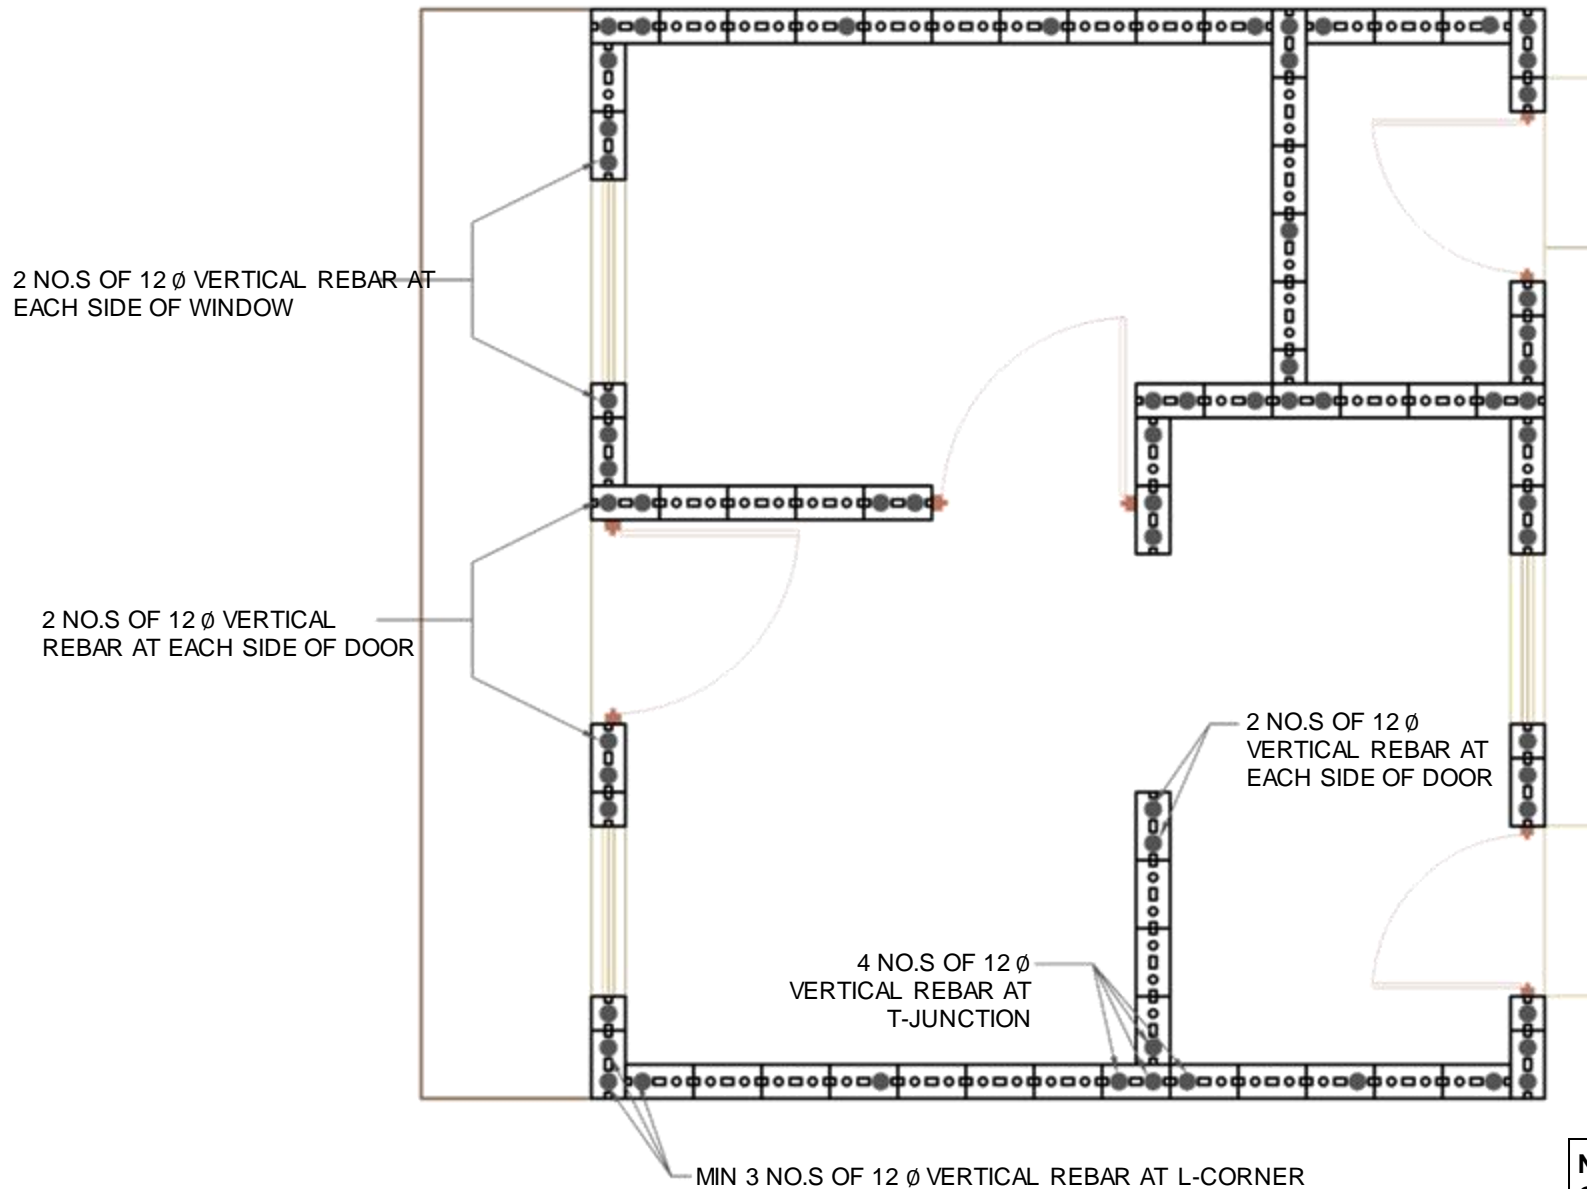 2 NO.S OF 12 Ø VERTICAL REBAR AT
EACH SIDE OF WINDOW
2 NO.S OF 12 Ø VERTICAL
REBAR AT EACH SIDE OF DOOR
2 NO.S OF 12 Ø
VERTICAL REBAR AT
EACH SIDE OF DOOR
4 NO.S OF 12 Ø
VERTICAL REBAR AT
T-JUNCTION
MIN 3 NO.S OF 12 Ø VERTICAL REBAR AT L-CORNER